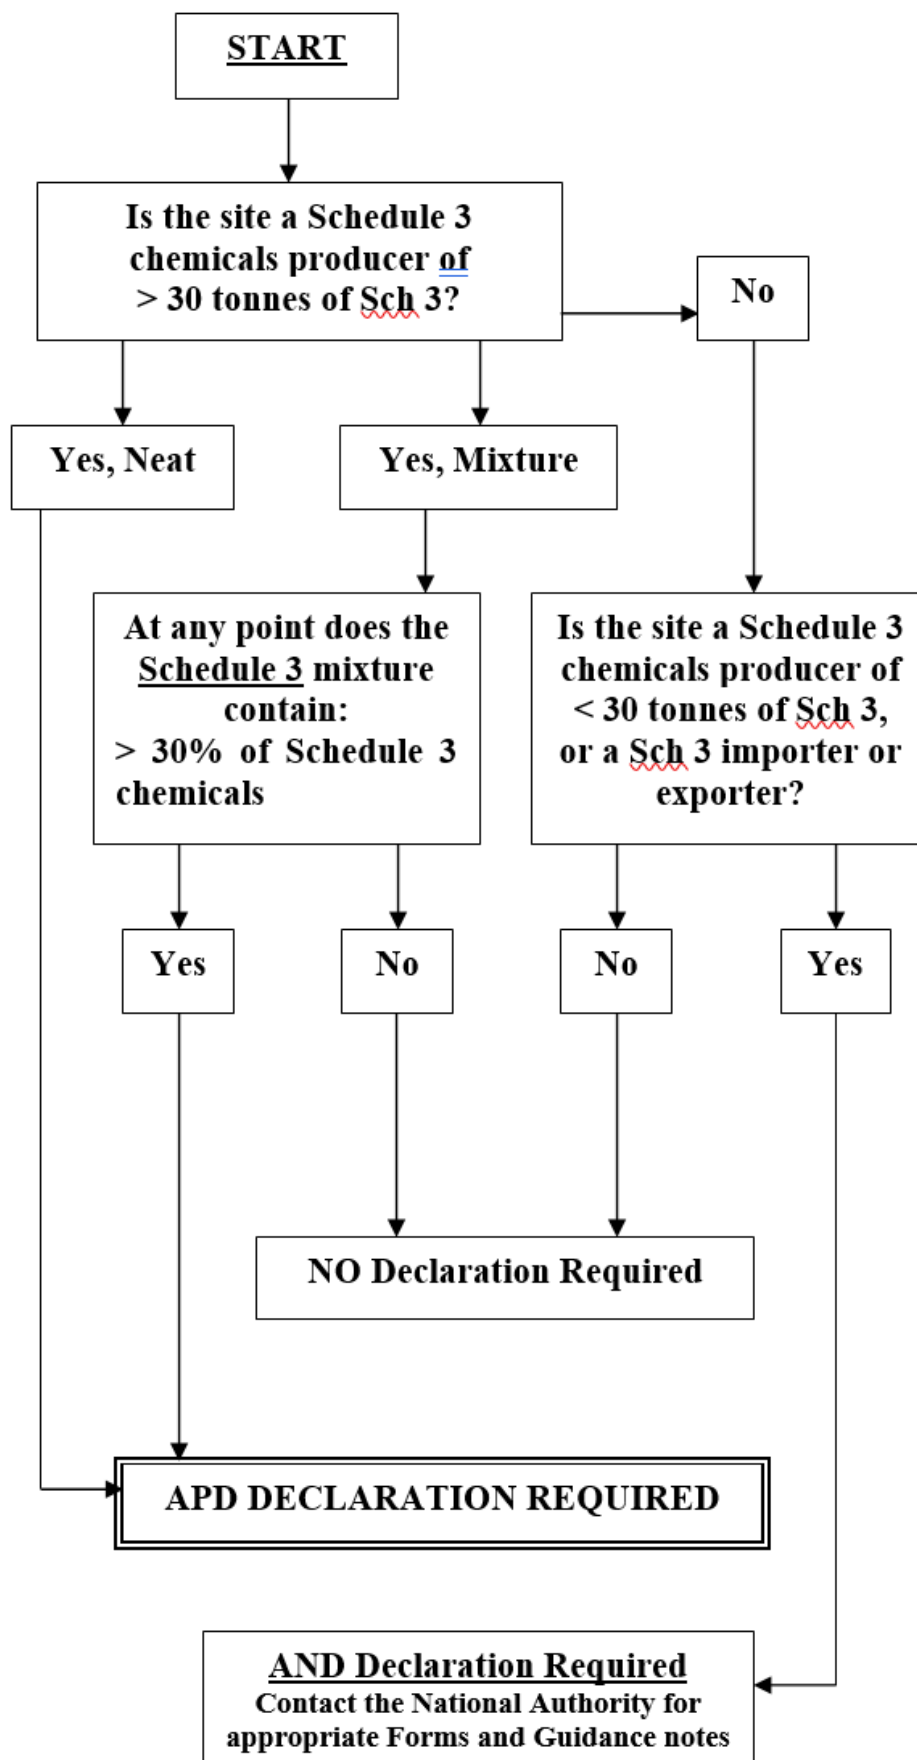 START
Is the site a Schedule 3
chemicals producer of
> 30 tonnes of Sch 3?
No
Yes, Neat
Yes, Mixture
At any point does the
Schedule 3 mixture
contain:
> 30% of Schedule 3
chemicals
Is the site a Schedule 3
chemicals producer of
< 30 tonnes of Sch 3,
or a Sch 3 importer or
exporter?
Yes
No
No
Yes
NO Declaration Required
APD DECLARATION REQUIRED
AND Declaration Required
Contact the National Authority for
appropriate Forms and Guidance notes